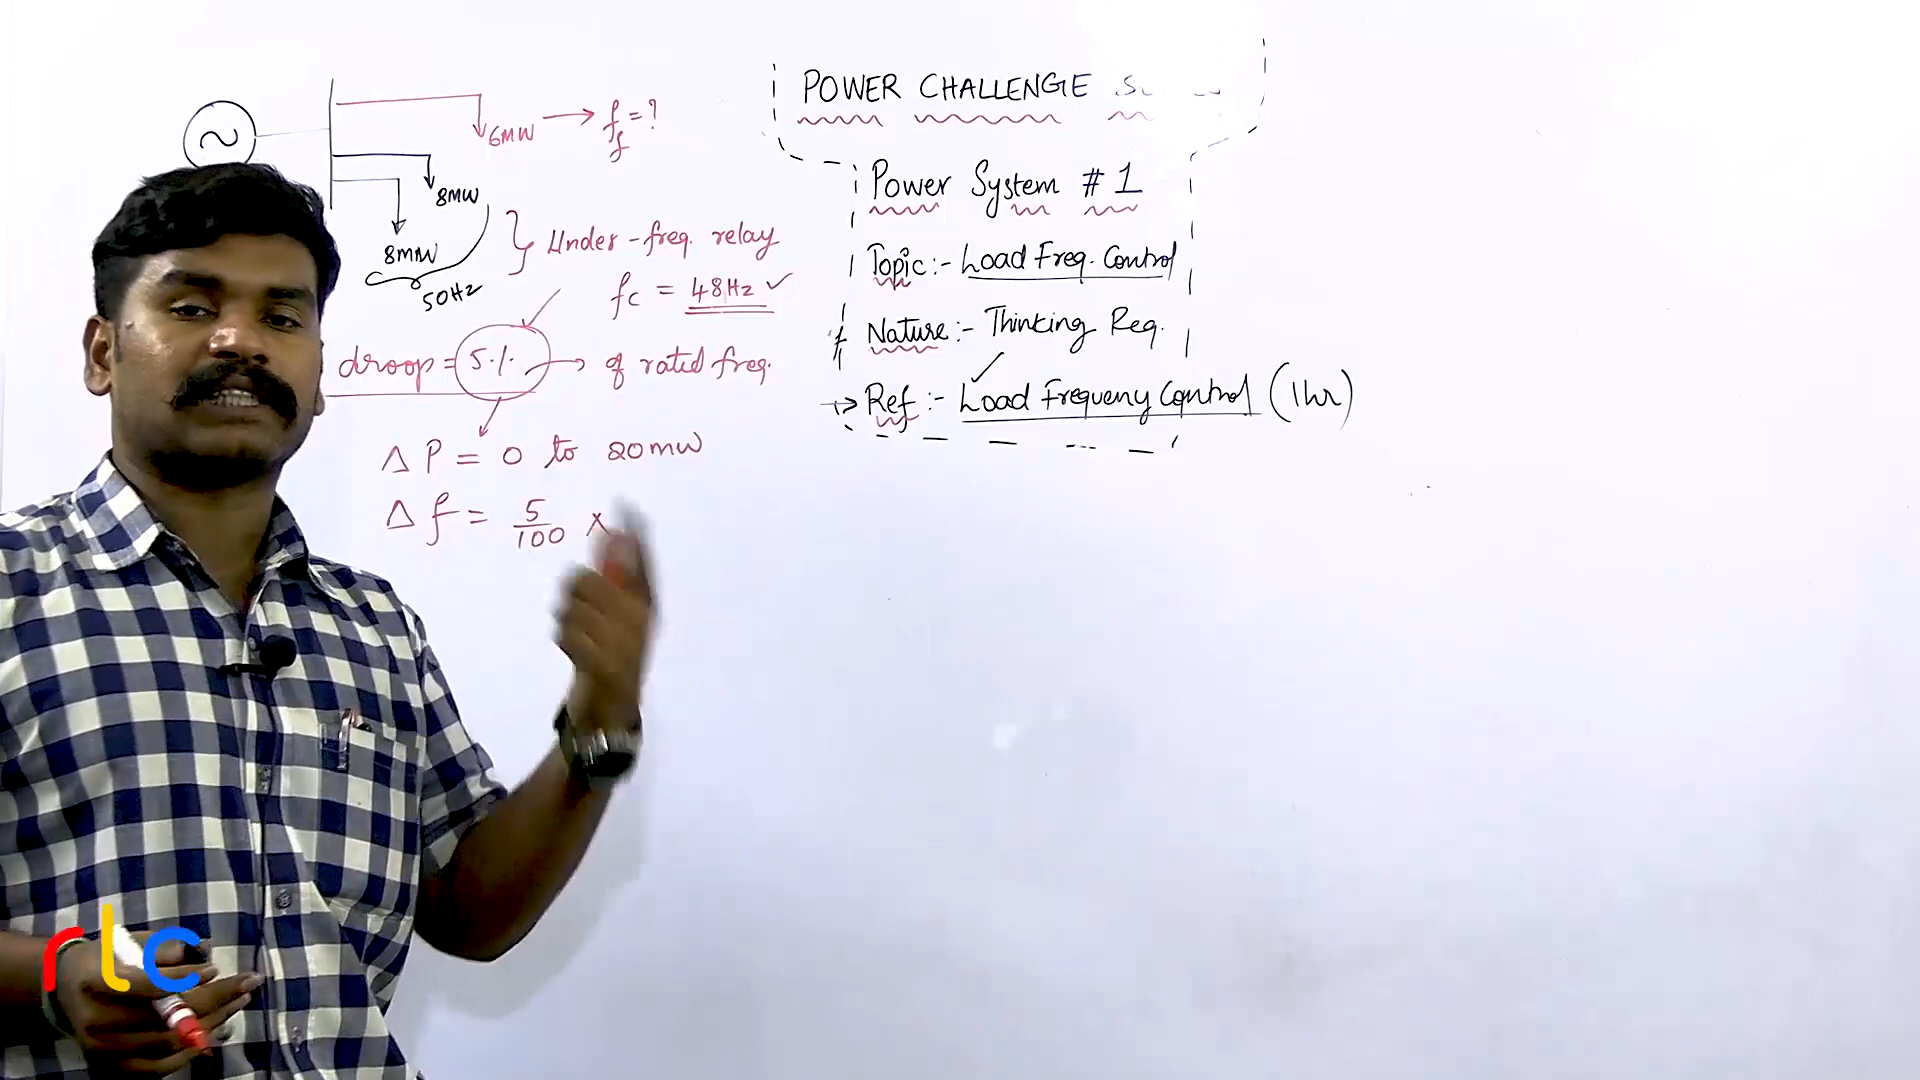 6MW → f_f = ?
8MW
8MW
50Hz
Under-freq. relay
fc = 48Hz ✓
droop = 5% → of rated freq.
Δ P = 0 to 20MW
Δ f = 5/100 ×
POWER CHALLENGE
Power System # 1
Topic:- Load Freq. Control
Nature:- Thinking Req.
→ Ref:- Load Frequency Control (1hr)
rlc